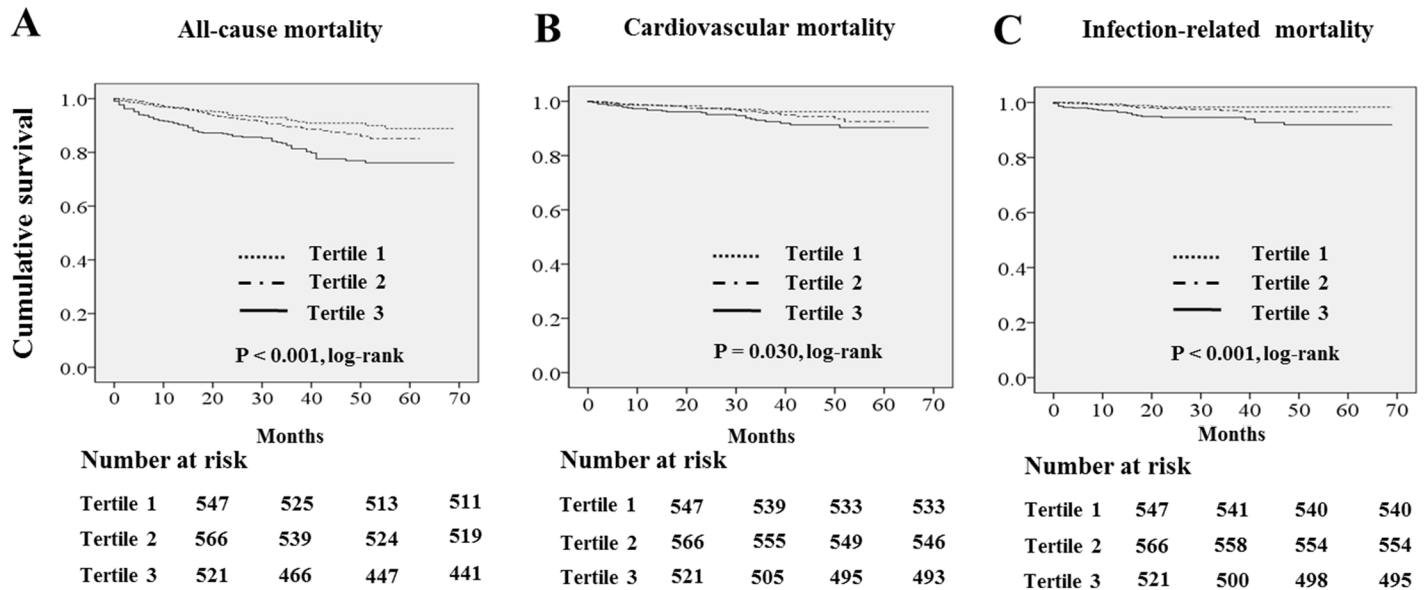 A All-cause mortality
B Cardiovascular mortality
C Infection-related mortality
Cumulative survival
1.0
0.8
0.6
0.4
0.2
0.0
Tertile 1
Tertile 2
Tertile 3
P < 0.001, log-rank
0 10 20 30 40 50 60 70
Months
1.0
0.8
0.6
0.4
0.2
0.0
Tertile 1
Tertile 2
Tertile 3
P = 0.030, log-rank
0 10 20 30 40 50 60 70
Months
1.0
0.8
0.6
0.4
0.2
0.0
Tertile 1
Tertile 2
Tertile 3
P < 0.001, log-rank
0 10 20 30 40 50 60 70
Months
Number at risk
Tertile 1 547 525 513 511
Tertile 2 566 539 524 519
Tertile 3 521 466 447 441
Number at risk
Tertile 1 547 539 533 533
Tertile 2 566 555 549 546
Tertile 3 521 505 495 493
Number at risk
Tertile 1 547 541 540 540
Tertile 2 566 558 554 554
Tertile 3 521 500 498 495